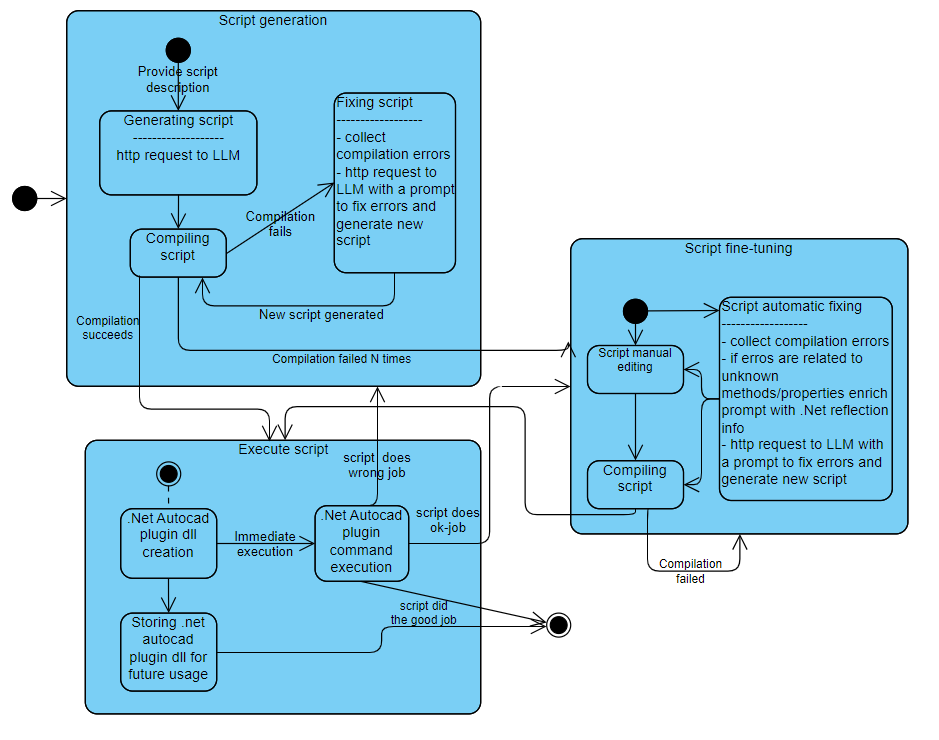 Script generation
Provide script
description
Generating script
-------------------
http request to LLM
Fixing script
------------------
- collect
compilation errors
- http request to
LLM with a prompt
to fix errors and
generate new
script
Compilation
fails
Compiling
script
New script generated
Compilation
succeeds
Compilation failed N times
Script fine-tuning
Script automatic fixing
------------------
- collect compilation errors
- if erros are related to
unknown
methods/properties enrich
prompt with .Net reflection
info
- http request to LLM with
a prompt to fix errors and
generate new script
Script manual
editing
Compiling
script
Compilation
failed
Execute script
script does
wrong job
.Net Autocad
plugin dll
creation
Immediate
execution
.Net Autocad
plugin
command
execution
script does
ok-job
Storing .net
autocad
plugin dll for
future usage
script did
the good job